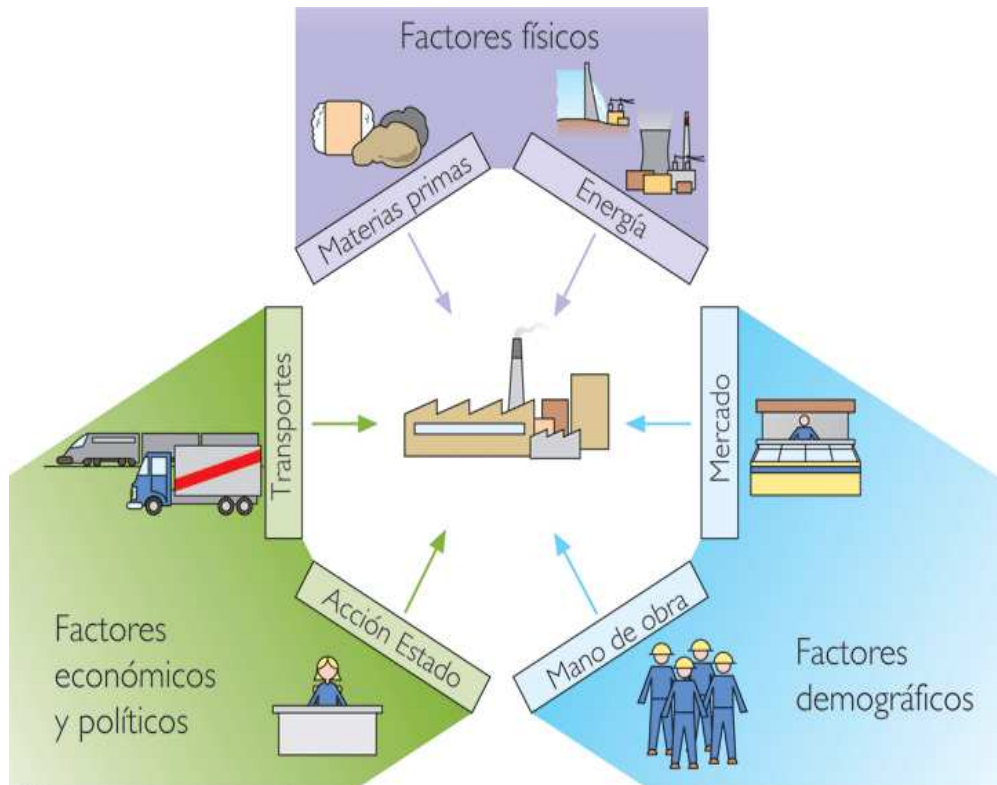 Factores físicos
Materias primas
Energía
Transportes
Mercado
Acción Estado
Mano de obra
Factores
económicos
y políticos
Factores
demográficos